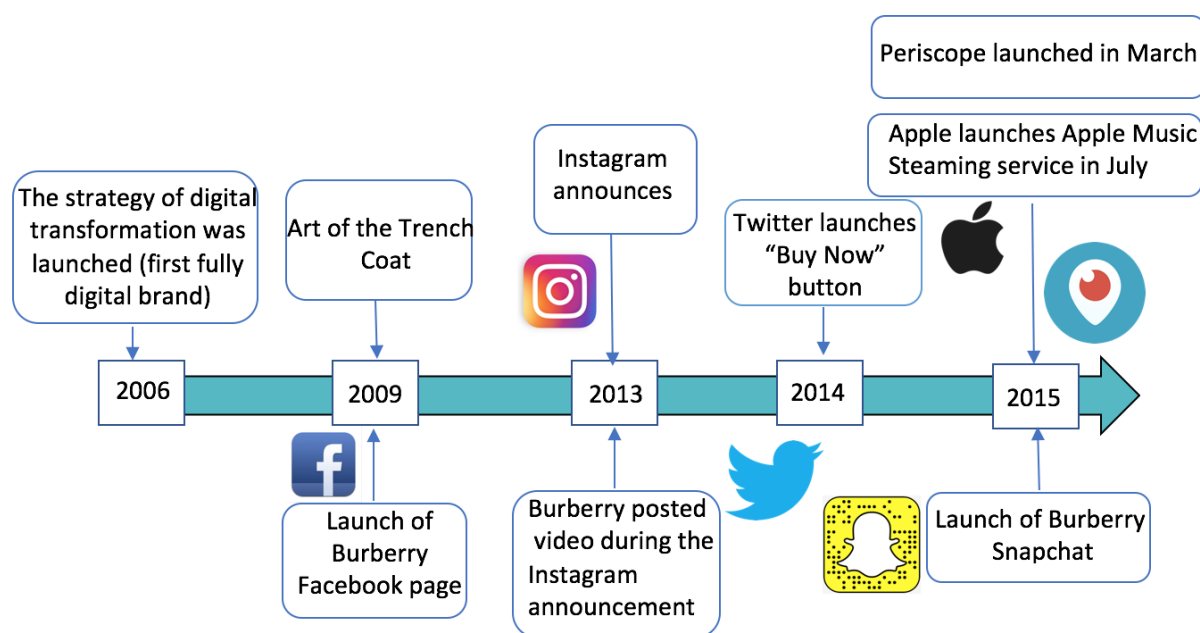 Periscope launched in March
Apple launches Apple Music
Steaming service in July
Instagram
announces
The strategy of digital
transformation was
launched (first fully
digital brand)
Art of the Trench
Coat
Twitter launches
“Buy Now”
button
2006
2009
2013
2014
2015
f
Launch of
Burberry
Facebook page
Burberry posted
video during the
Instagram
announcement
Launch of Burberry
Snapchat